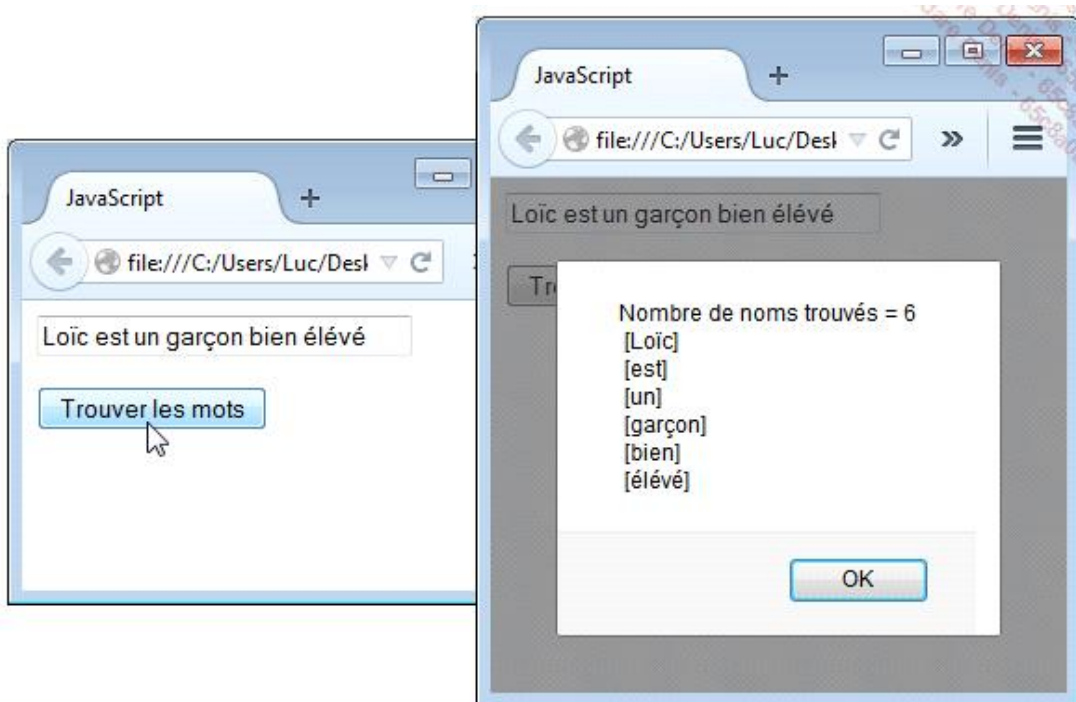 JavaScript
file:///C:/Users/Luc/Desk
Loïc est un garçon bien élévé
Trouver les mots
JavaScript
file:///C:/Users/Luc/Desk
Loïc est un garçon bien élévé
Nombre de noms trouvés = 6
[Loïc]
[est]
[un]
[garçon]
[bien]
[élévé]
OK